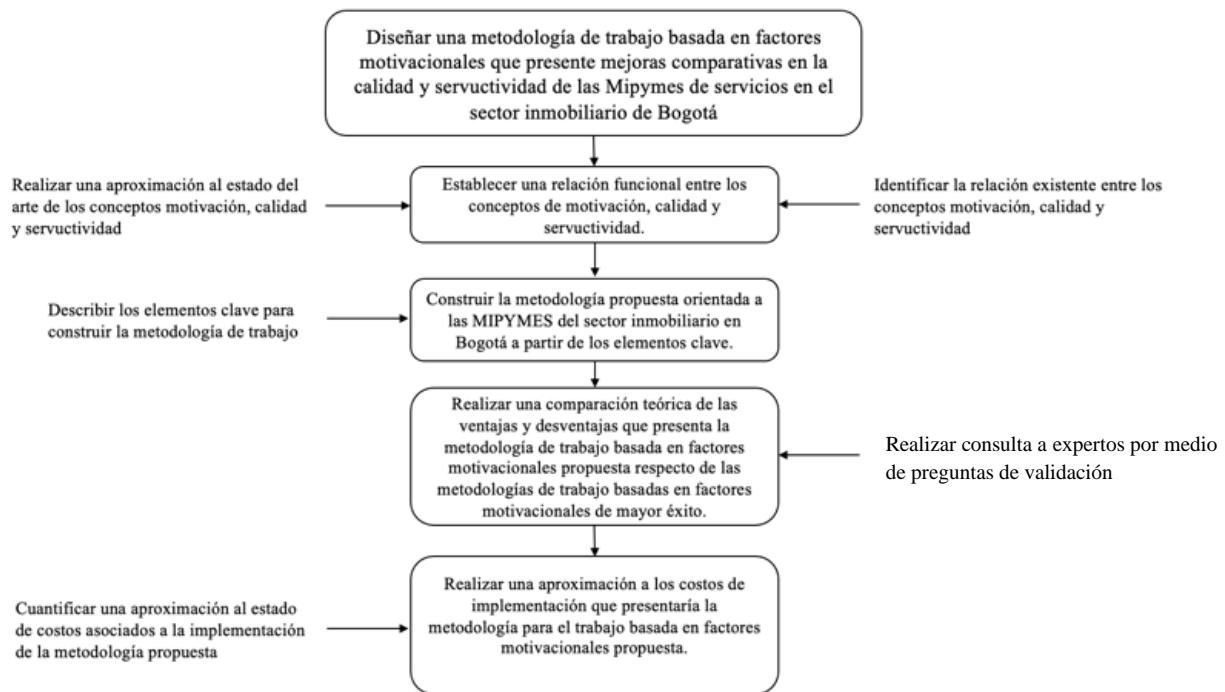 Diseñar una metodología de trabajo basada en factores
motivacionales que presente mejoras comparativas en la
calidad y servuctividad de las Mipymes de servicios en el
sector inmobiliario de Bogotá
Realizar una aproximación al estado del
arte de los conceptos motivación, calidad
y servuctividad
Establecer una relación funcional entre los
conceptos de motivación, calidad y
servuctividad.
Identificar la relación existente entre los
conceptos motivación, calidad y
servuctividad
Describir los elementos clave para
construir la metodología de trabajo
Construir la metodología propuesta orientada a
las MIPYMES del sector inmobiliario en
Bogotá a partir de los elementos clave.
Realizar una comparación teórica de las
ventajas y desventajas que presenta la
metodología de trabajo basada en factores
motivacionales propuesta respecto de las
metodologías de trabajo basadas en factores
motivacionales de mayor éxito.
Realizar consulta a expertos por medio
de preguntas de validación
Cuantificar una aproximación al estado
de costos asociados a la implementación
de la metodología propuesta
Realizar una aproximación a los costos de
implementación que presentaría la
metodología para el trabajo basada en factores
motivacionales propuesta.